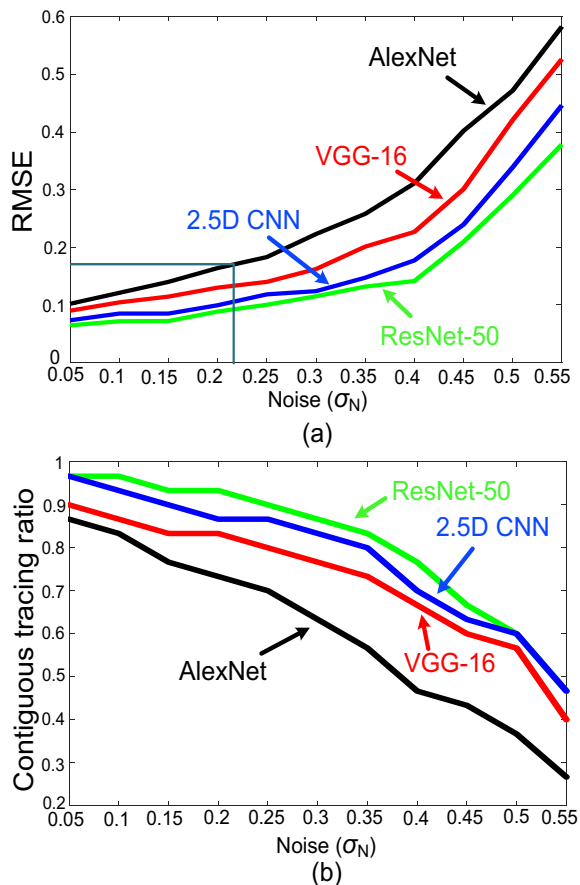 0.6
0.5
0.4
0.3
0.2
0.1
0
RMSE
AlexNet
VGG-16
2.5D CNN
ResNet-50
0.05 0.1 0.15 0.2 0.25 0.3 0.35 0.4 0.45 0.5 0.55
Noise (σN)
(a)
1
0.9
0.8
0.7
0.6
0.5
0.4
0.3
0.2
Contiguous tracing ratio
ResNet-50
2.5D CNN
VGG-16
AlexNet
0.05 0.1 0.15 0.2 0.25 0.3 0.35 0.4 0.45 0.5 0.55
Noise (σN)
(b)